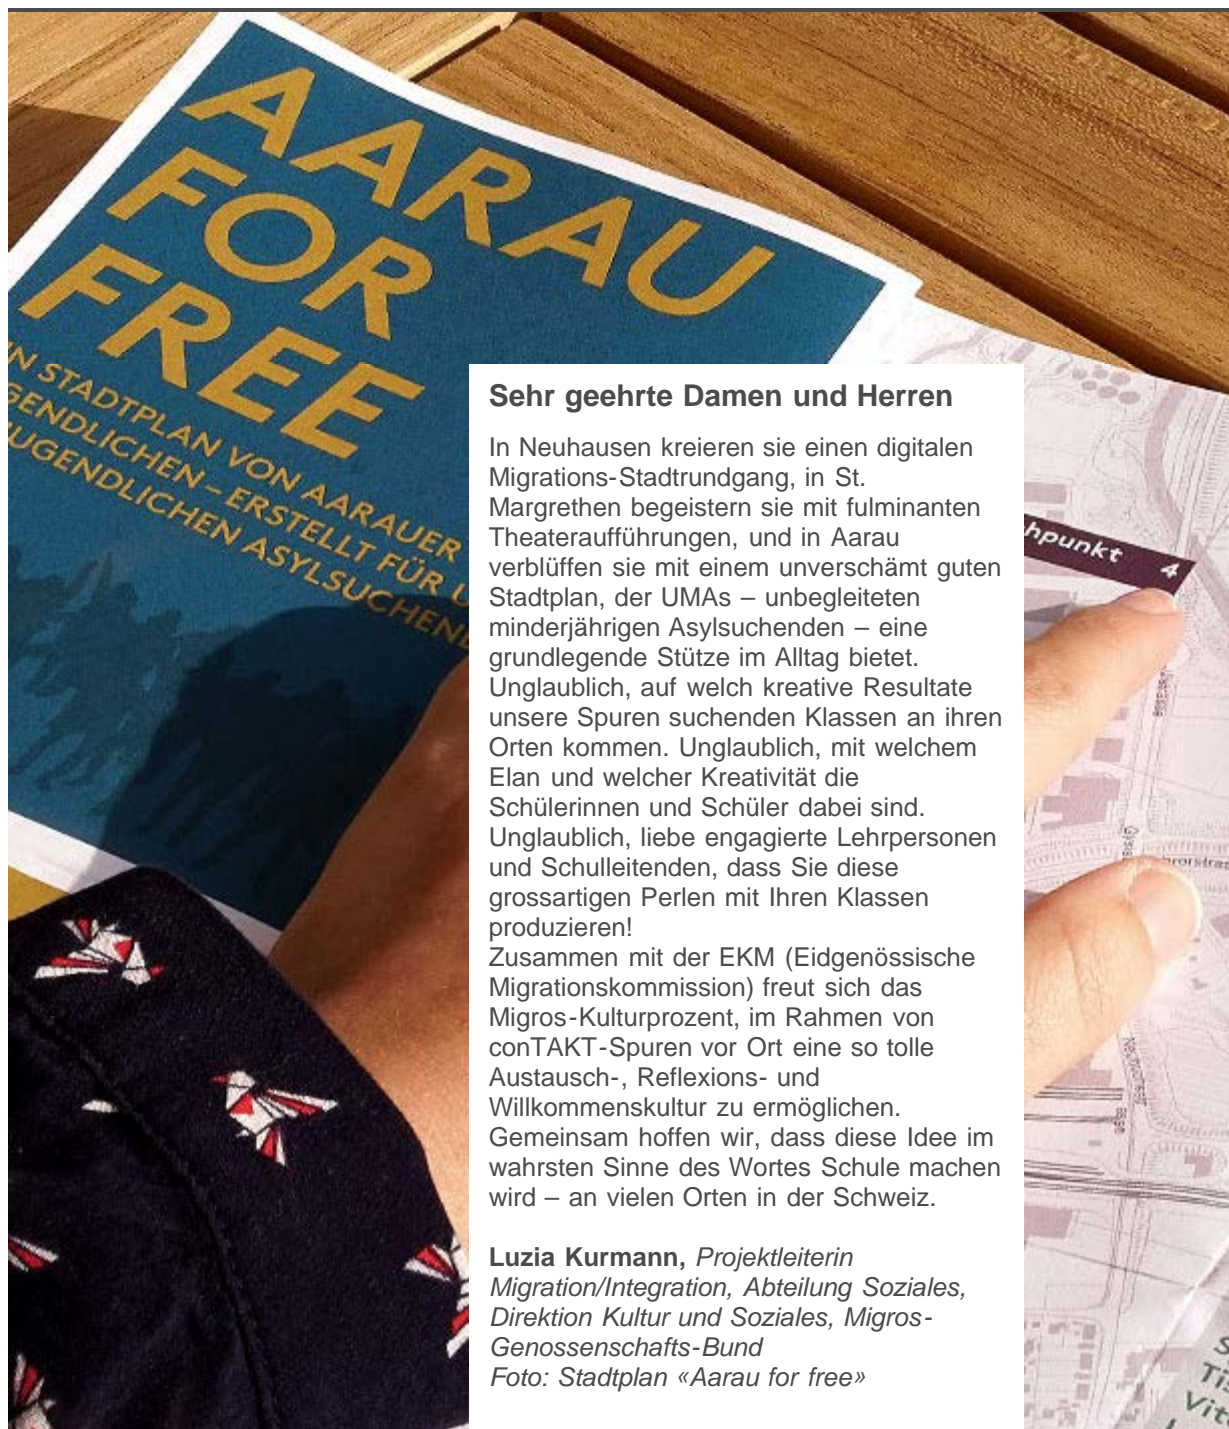 AARAU
FOR
FREE
STADTPLAN VON AARAUER
JUGENDLICHEN – ERSTELLT FÜR
JUGENDLICHEN ASYLSUCHENDE
Sehr geehrte Damen und Herren
In Neuhausen kreieren sie einen digitalen
Migrations-Stadtrundgang, in St.
Margrethen begeistern sie mit fulminanten
Theateraufführungen, und in Aarau
verblüffen sie mit einem unverschämt guten
Stadtplan, der UMAs – unbegleiteten
minderjährigen Asylsuchenden – eine
grundlegende Stütze im Alltag bietet.
Unglaublich, auf welch kreative Resultate
unsere Spuren suchenden Klassen an ihren
Orten kommen. Unglaublich, mit welchem
Elan und welcher Kreativität die
Schülerinnen und Schüler dabei sind.
Unglaublich, liebe engagierte Lehrpersonen
und Schulleitenden, dass Sie diese
grossartigen Perlen mit Ihren Klassen
produzieren!
Zusammen mit der EKM (Eidgenössische
Migrationskommission) freut sich das
Migros-Kulturprozent, im Rahmen von
conTAKT-Spuren vor Ort eine so tolle
Austausch-, Reflexions- und
Willkommenskultur zu ermöglichen.
Gemeinsam hoffen wir, dass diese Idee im
wahrsten Sinne des Wortes Schule machen
wird – an vielen Orten in der Schweiz.
Luzia Kurmann, Projektleiterin
Migration/Integration, Abteilung Soziales,
Direktion Kultur und Soziales, Migros-
Genossenschafts-Bund
Foto: Stadtplan «Aarau for free»
hpunkt 4